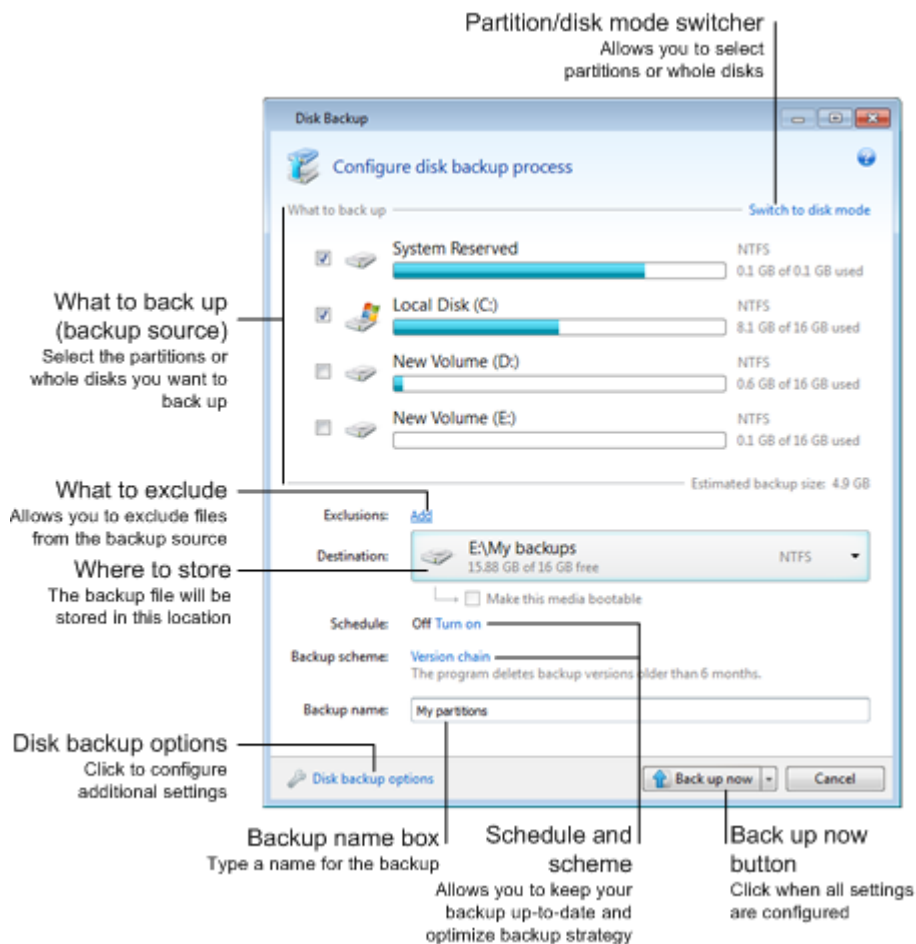 Partition/disk mode switcher
Allows you to select
partitions or whole disks
Disk Backup
Configure disk backup process
What to back up
Switch to disk mode
System Reserved
NTFS
0.1 GB of 0.1 GB used
Local Disk (C:)
NTFS
8.1 GB of 16 GB used
New Volume (D:)
NTFS
0.6 GB of 16 GB used
New Volume (E:)
NTFS
0.1 GB of 16 GB used
Estimated backup size: 4.9 GB
What to back up
(backup source)
Select the partitions or
whole disks you want to
back up
What to exclude
Allows you to exclude files
from the backup source
Where to store
The backup file will be
stored in this location
Exclusions: Add
Destination: E:\My backups
15.88 GB of 16 GB free
NTFS
Make this media bootable
Schedule: Off Turn on
Backup scheme: Version chain
The program deletes backup versions older than 6 months.
Backup name: My partitions
Disk backup options
Click to configure
additional settings
Disk backup options
Back up now
Cancel
Backup name box
Type a name for the backup
Schedule and
scheme
Allows you to keep your
backup up-to-date and
optimize backup strategy
Back up now
button
Click when all settings
are configured